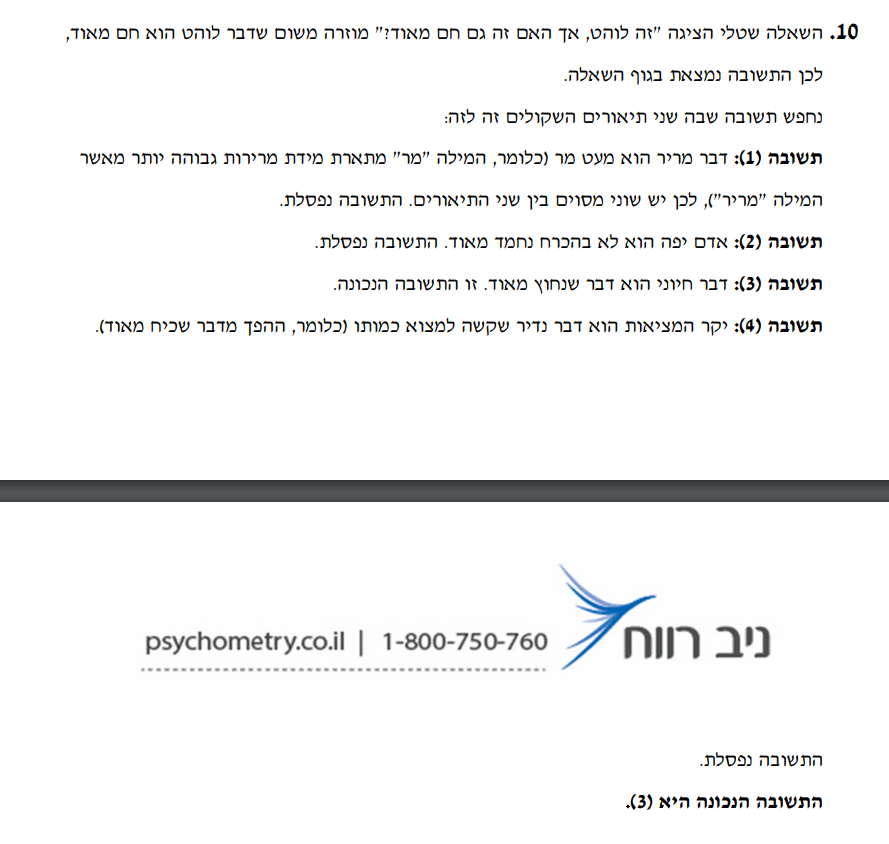 10. השאלה שטלי הציגה "זה לוהט, אך האם זה גם חם מאוד?" מוזרה משום שדבר לוהט הוא חם מאוד,
לכן התשובה נמצאת בגוף השאלה.
נחפש תשובה שבה שני תיאורים השקולים זה לזה:
תשובה (1): דבר מריר הוא מעט מר (כלומר, המילה "מר" מתארת מידת מרירות גבוהה יותר מאשר
המילה "מריר"), לכן יש שוני מסוים בין שני התיאורים. התשובה נפסלת.
תשובה (2): אדם יפה הוא לא בהכרח נחמד מאוד. התשובה נפסלת.
תשובה (3): דבר חיוני הוא דבר שנחוץ מאוד. זו התשובה הנכונה.
תשובה (4): יקר המציאות הוא דבר נדיר שקשה למצוא כמותו (כלומר, ההפך מדבר שכיח מאוד).
ניב רווח
psychometry.co.il | 1-800-750-760
התשובה נפסלת.
התשובה הנכונה היא (3).